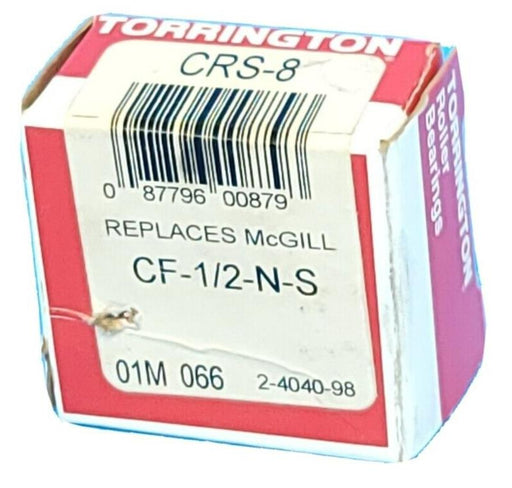 TORRINGTON
CRS-8
0 87796 00879
REPLACES McGILL
CF-1/2-N-S
01M 066 2-4040-98
TORRINGTON
Roller
Bearings